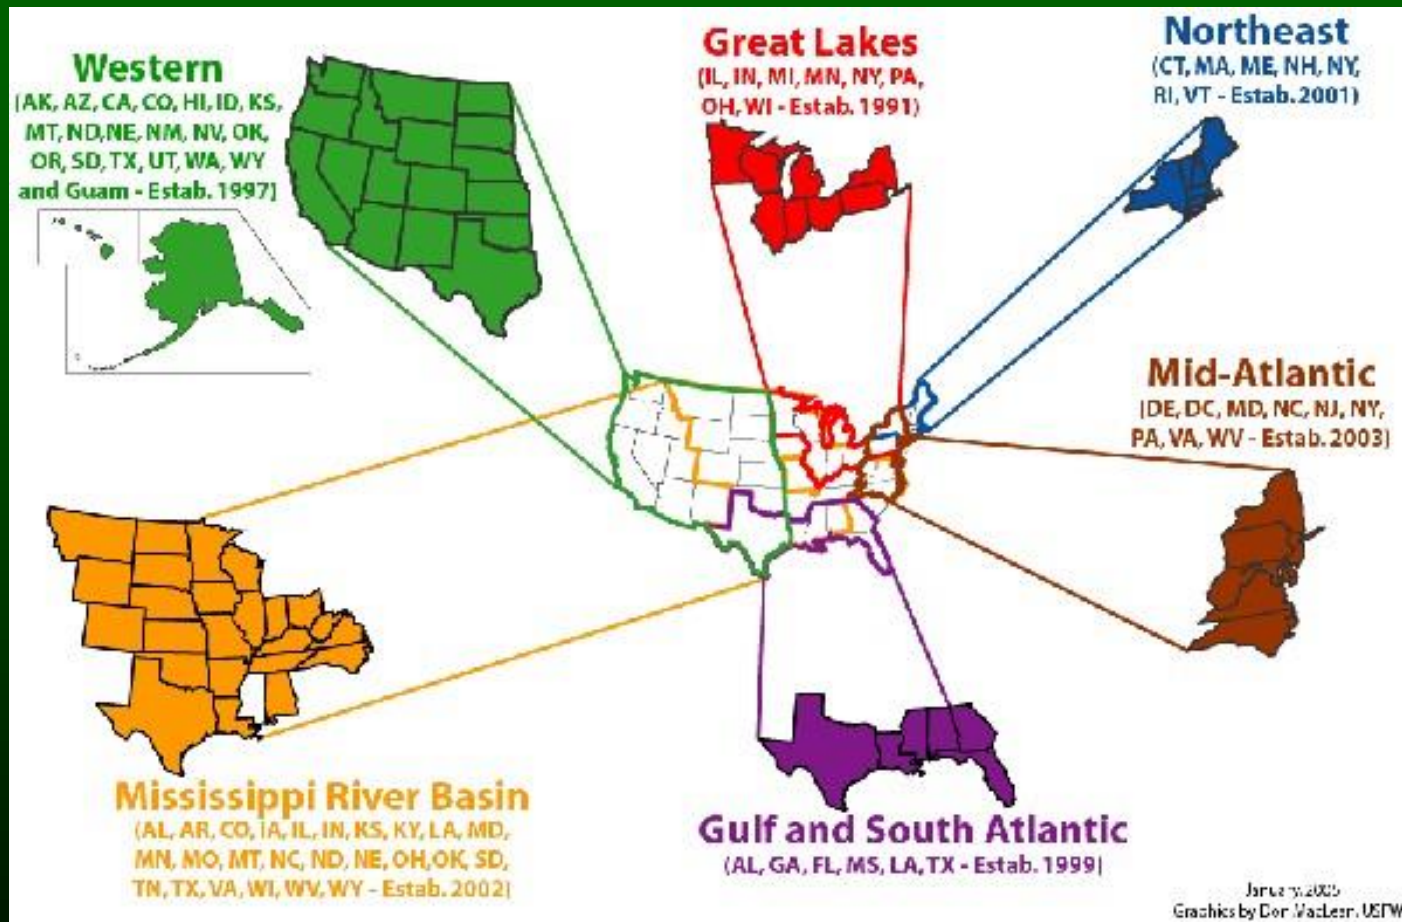 Western
(AK, AZ, CA, CO, HI, ID, KS,
MT, ND,NE, NM, NV, OK,
OR, SD, TX, UT, WA, WY
and Guam - Estab. 1997)
Great Lakes
(IL, IN, MI, MN, NY, PA,
OH, WI - Estab. 1991)
Northeast
(CT, MA, ME, NH, NY,
RI, VT - Estab. 2001)
Mid-Atlantic
(DE, DC, MD, NC, NJ, NY,
PA, VA, WV - Estab. 2003)
Mississippi River Basin
(AL, AR, CO, IA, IL, IN, KS, KY, LA, MD,
MN, MO, MT, NC, ND, NE, OH,OK, SD,
TN, TX, VA, WI, WV, WY - Estab. 2002)
Gulf and South Atlantic
(AL, GA, FL, MS, LA, TX - Estab. 1999)
January, 2005
Graphics by Don MacLean, USFW